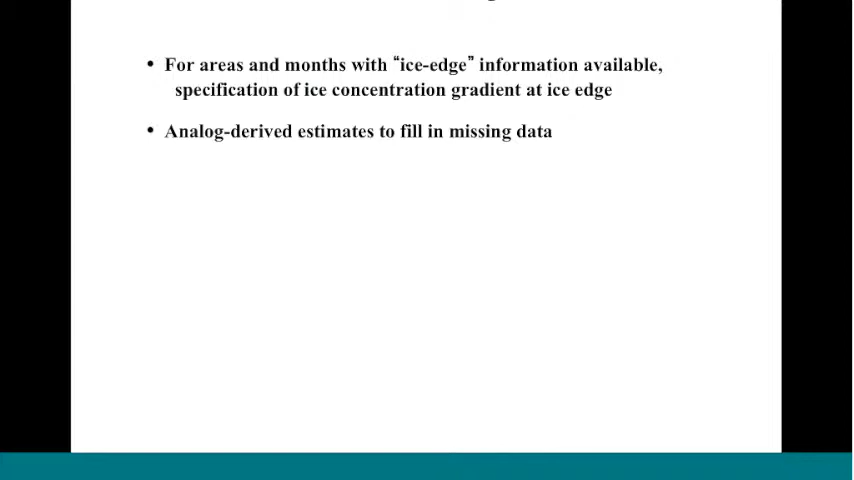 • For areas and months with “ice-edge” information available,
specification of ice concentration gradient at ice edge
• Analog-derived estimates to fill in missing data